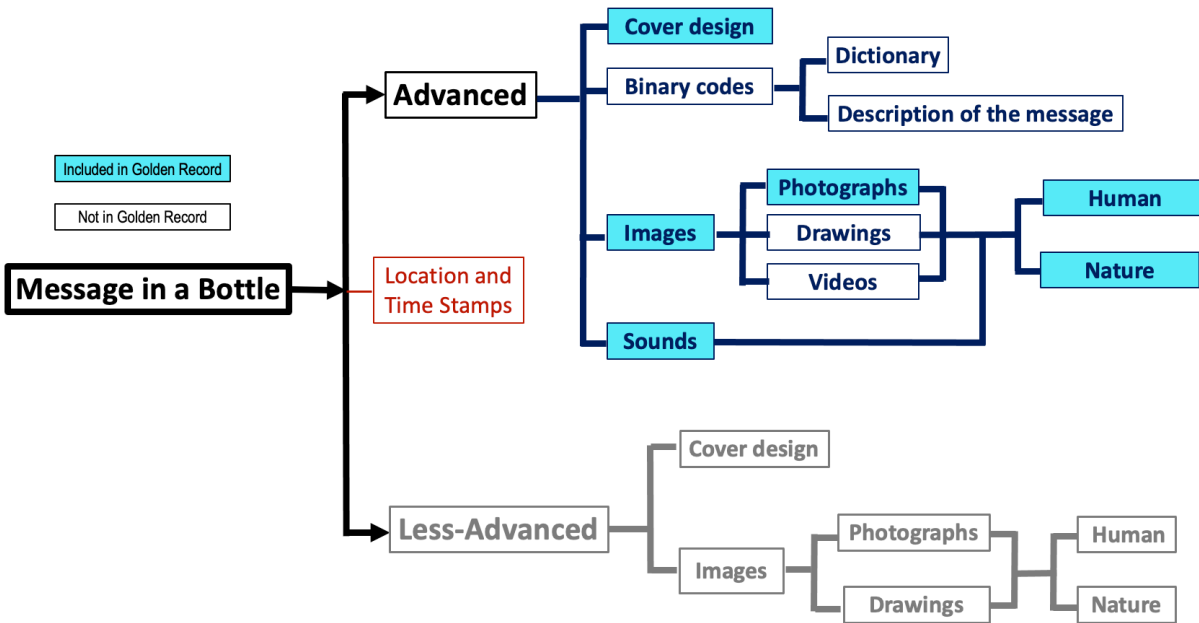 Cover design
Dictionary
Advanced
Binary codes
Description of the message
Included in Golden Record
Photographs
Human
Not in Golden Record
Images
Drawings
Message in a Bottle
Location and
Time Stamps
Videos
Nature
Sounds
Cover design
Less-Advanced
Photographs
Human
Images
Drawings
Nature